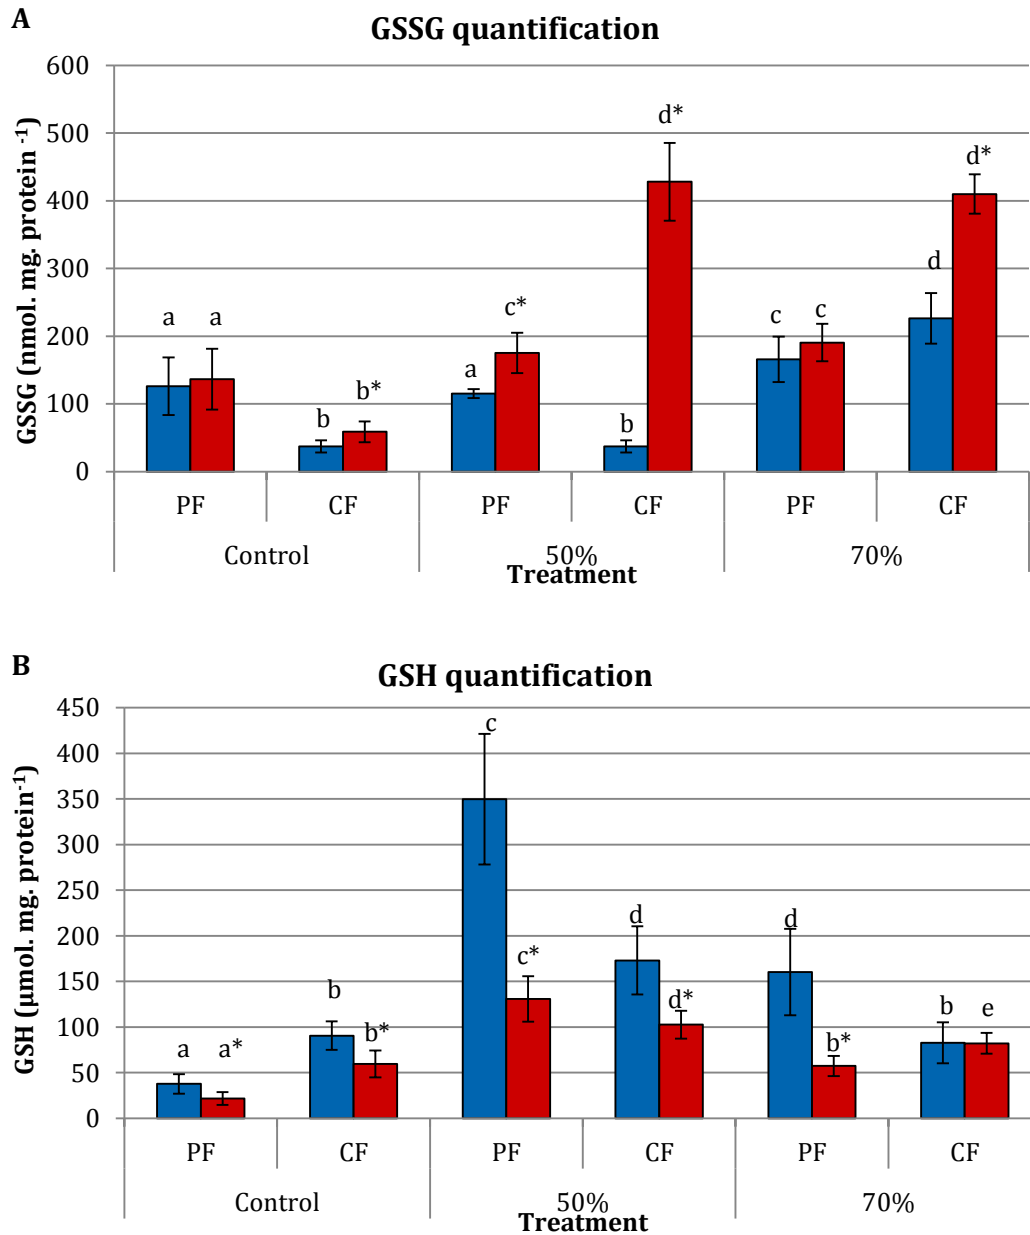 A
GSSG quantification
GSSG (nmol. mg. protein -1)
600
500
400
300
200
100
0
a a b b* a c* b d* c c d d*
PF CF PF CF PF CF
Control 50% 70%
Treatment
B
GSH quantification
GSH (µmol. mg. protein-1)
450
400
350
300
250
200
150
100
50
0
a a* b b* c c* d d* d b* b e
PF CF PF CF PF CF
Control 50% 70%
Treatment